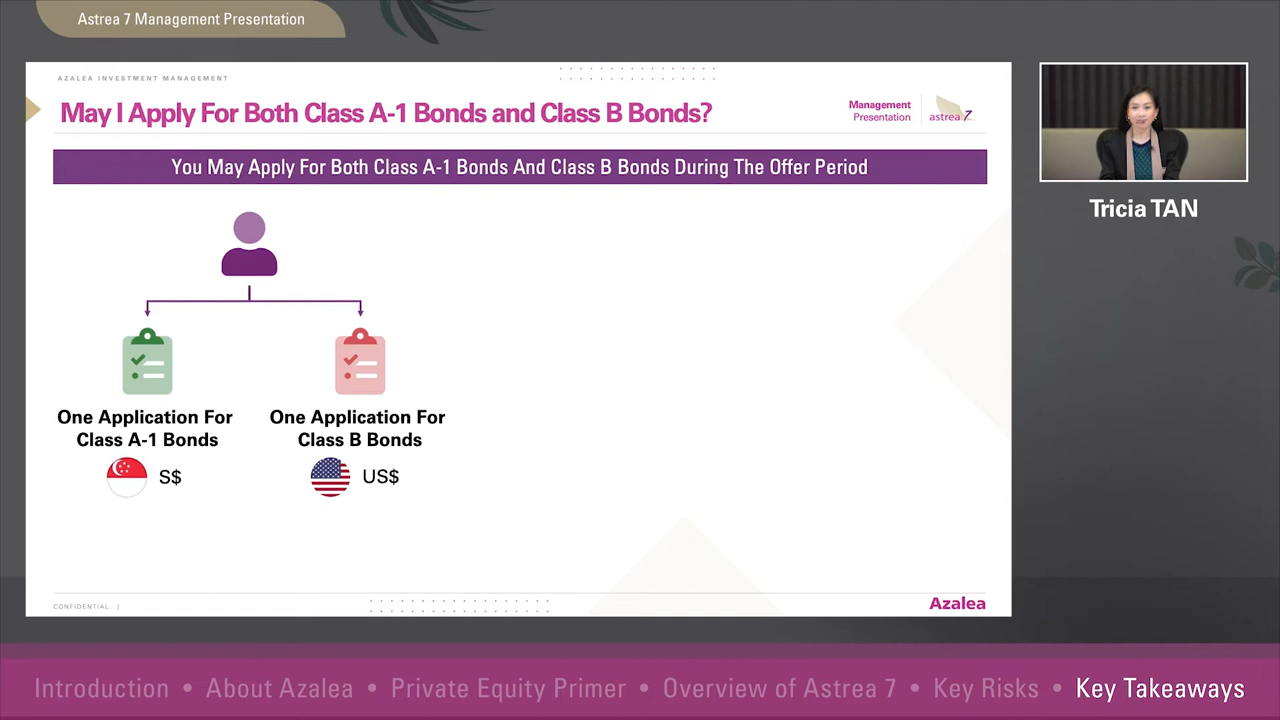 Astrea 7 Management Presentation
AZALEA INVESTMENT MANAGEMENT
May I Apply For Both Class A-1 Bonds and Class B Bonds?
Management
Presentation
astrea 7
You May Apply For Both Class A-1 Bonds And Class B Bonds During The Offer Period
Tricia TAN
One Application For
Class A-1 Bonds
S$
One Application For
Class B Bonds
US$
CONFIDENTIAL |
Azalea
Introduction • About Azalea • Private Equity Primer • Overview of Astrea 7 • Key Risks • Key Takeaways